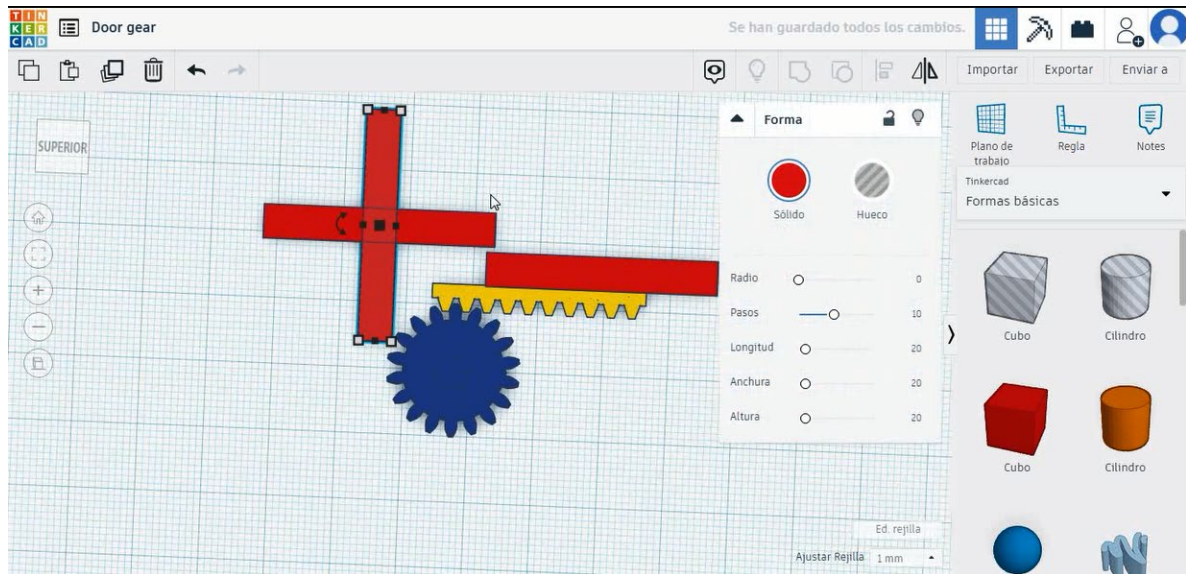 TIN
KER
CAD
Door gear
Se han guardado todos los cambios.
Importar
Exportar
Enviar a
SUPERIOR
Forma
Sólido
Hueco
Radio
0
Pasos
10
Longitud
20
Anchura
20
Altura
20
Plano de
trabajo
Regla
Notes
Tinkercad
Formas básicas
Cubo
Cilindro
Cubo
Cilindro
Ed. rejilla
Ajustar Rejilla
1 mm